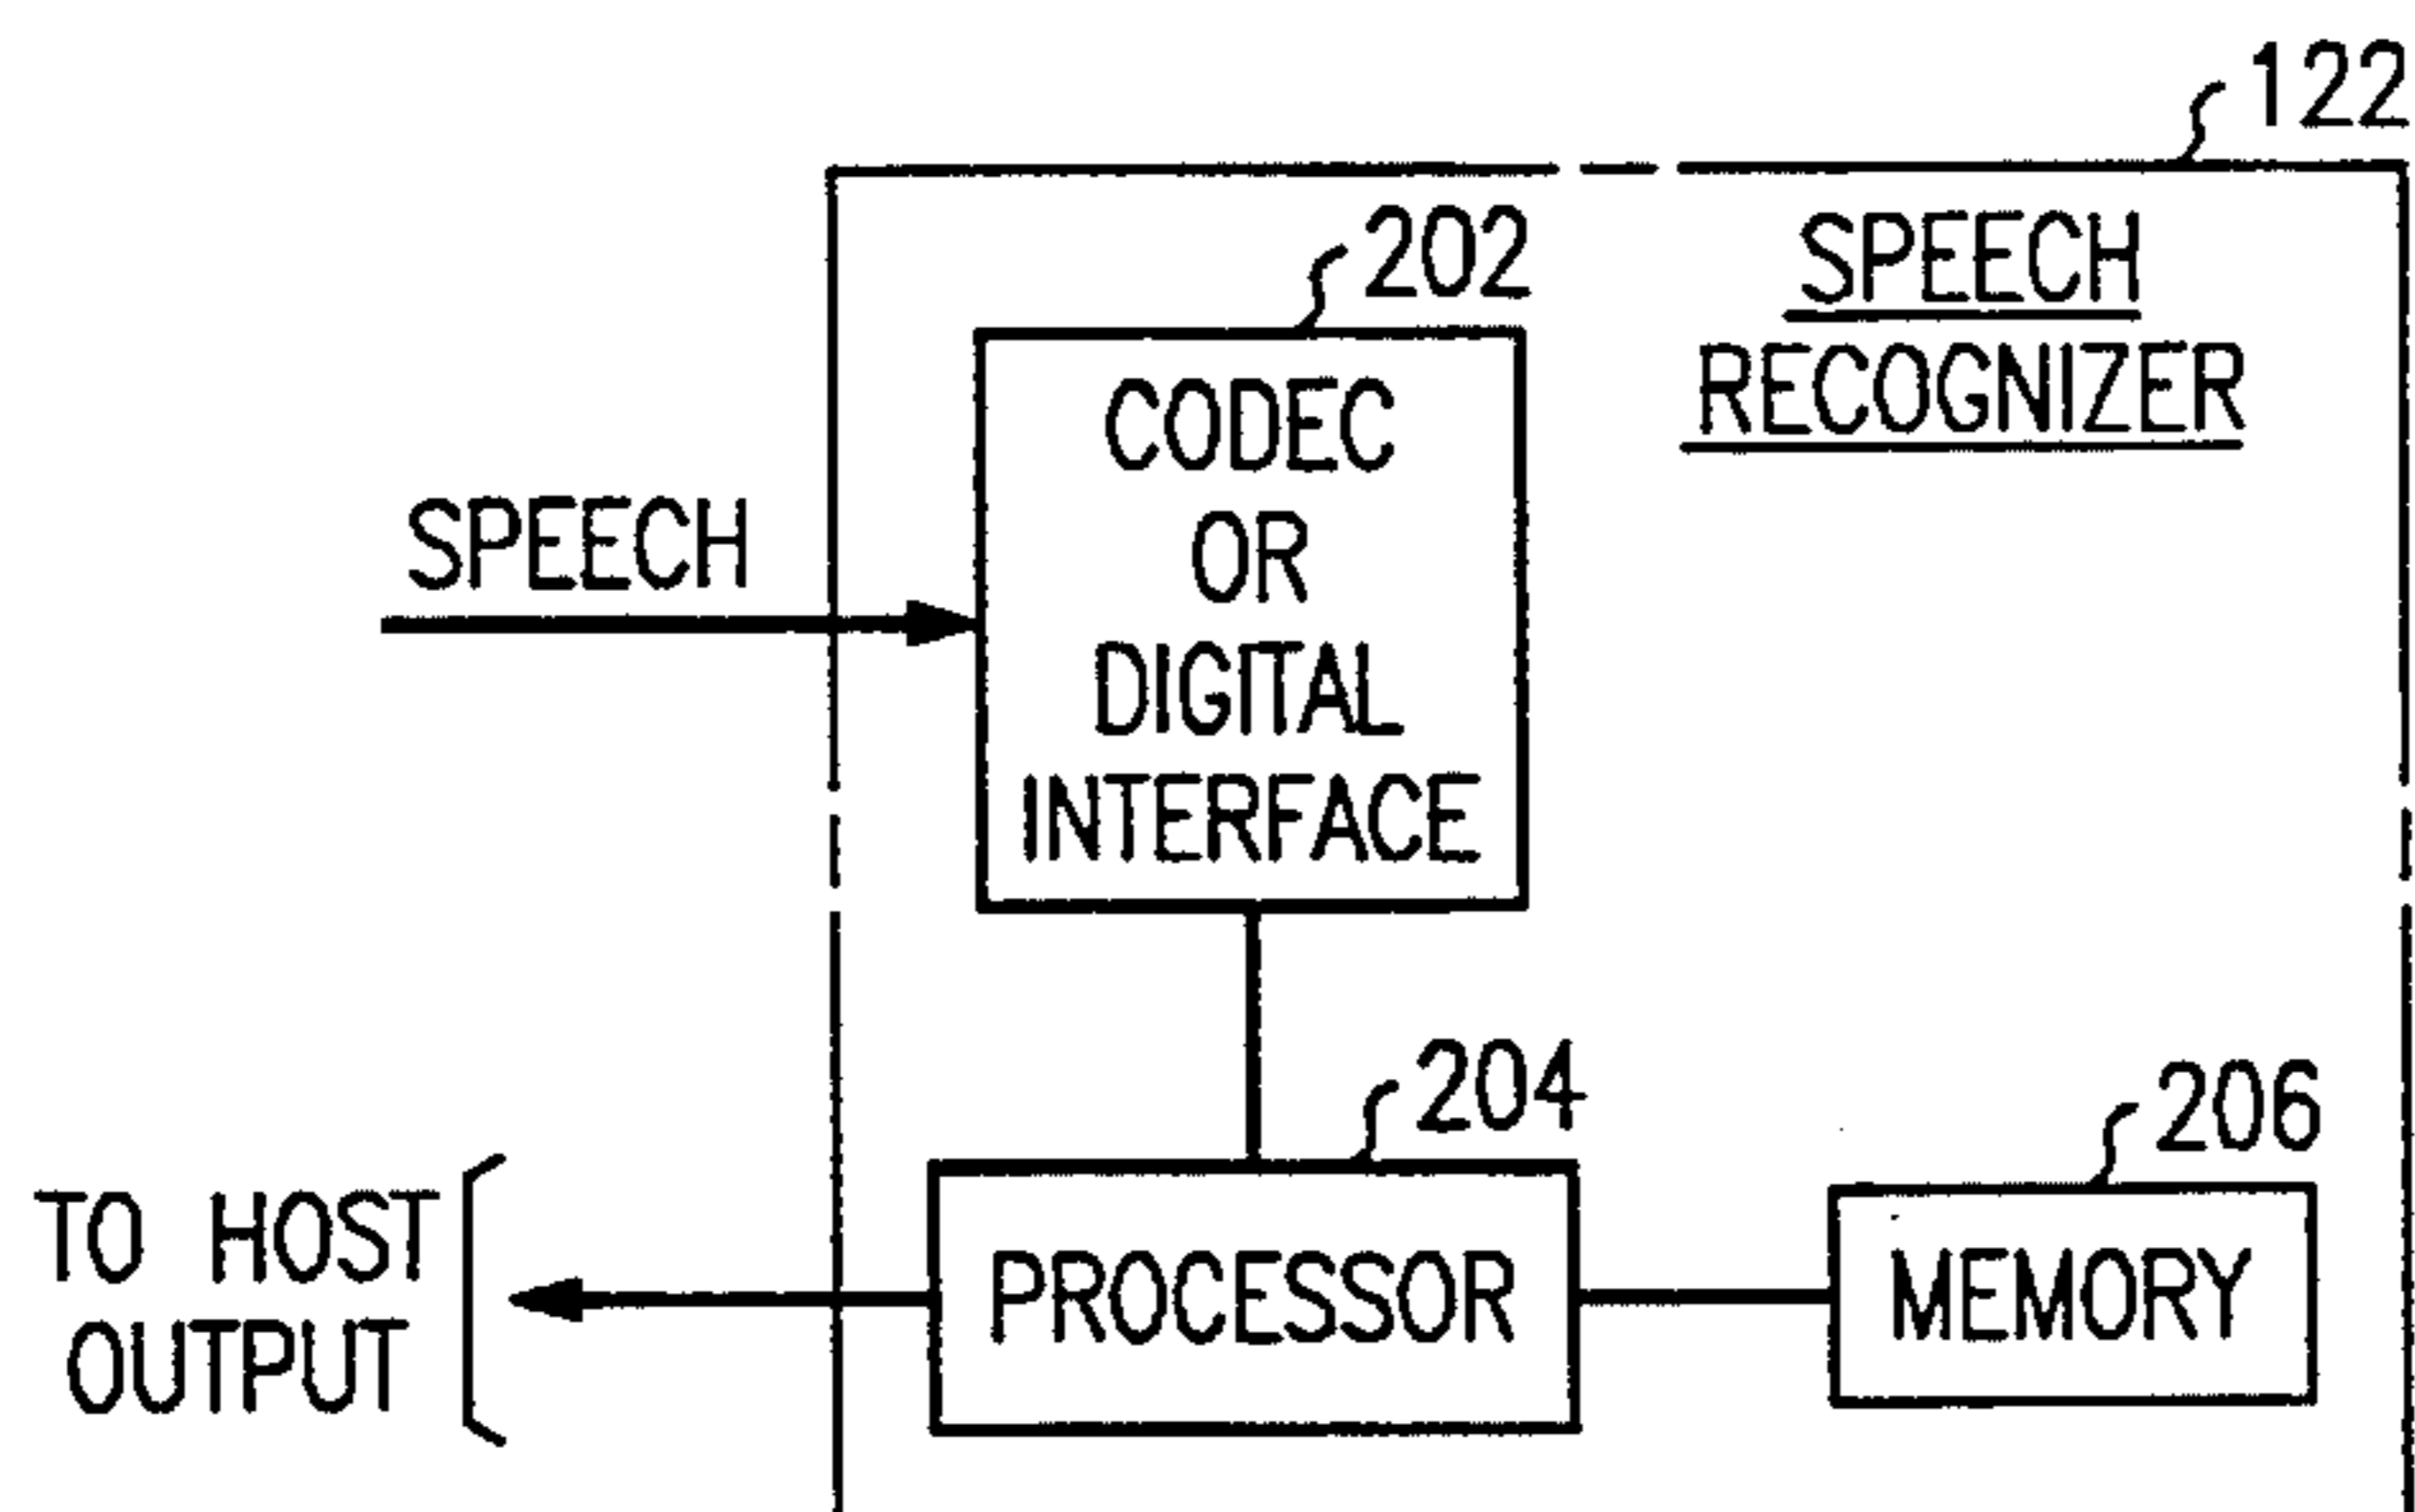 122
202
SPEECH
RECOGNIZER
CODEC
OR
DIGITAL
INTERFACE
SPEECH
204
206
TO HOST
OUTPUT
PROCESSOR
MEMORY